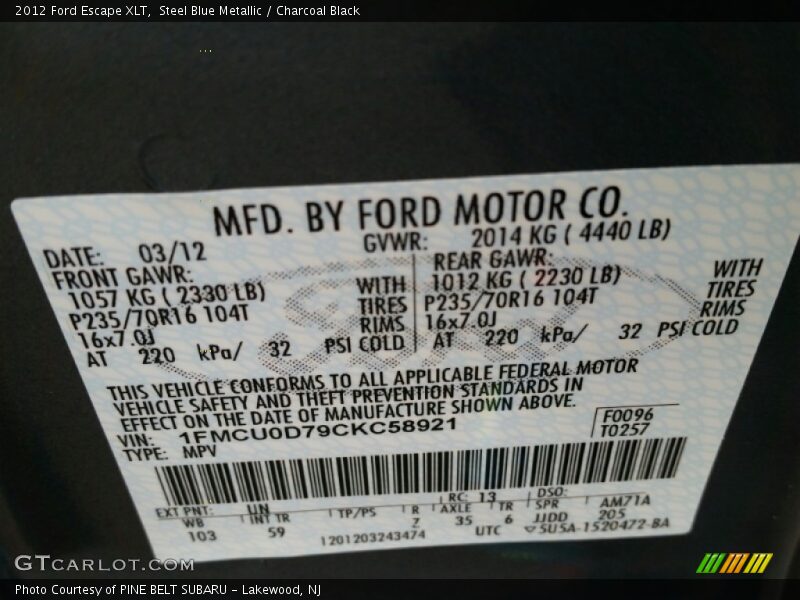 2012 Ford Escape XLT,  Steel Blue Metallic / Charcoal Black
MFD. BY FORD MOTOR CO.
DATE: 03/12 GVWR: 2014 KG ( 4440 LB)
FRONT GAWR: REAR GAWR:
1057 KG ( 2330 LB) WITH 1012 KG ( 2230 LB) WITH
P235/70R16 104T TIRES P235/70R16 104T TIRES
16x7.0J RIMS 16x7.0J RIMS
AT 220 kPa/ 32 PSI COLD AT 220 kPa/ 32 PSI COLD
THIS VEHICLE CONFORMS TO ALL APPLICABLE FEDERAL MOTOR
VEHICLE SAFETY AND THEFT PREVENTION STANDARDS IN
EFFECT ON THE DATE OF MANUFACTURE SHOWN ABOVE.
VIN: 1FMCU0D79CKC58921 F0096
TYPE: MPV T0257
EXT PNT: UN RC: 13 DSO:
WB INT TR TP/PS R AXLE TR SPR AM71A
103 59 Z 35 6 JJDD 205
1201203243474 UTC SU5A-1520472-BA
Ford
GTCARLOT.COM
Photo Courtesy of PINE BELT SUBARU - Lakewood, NJ